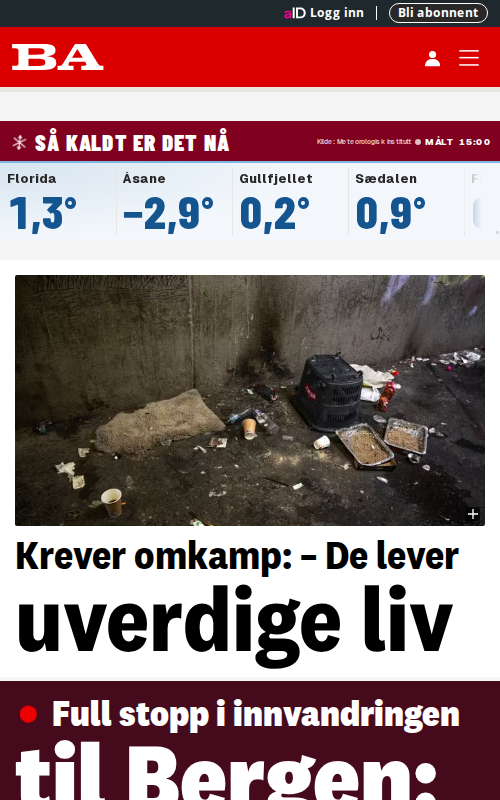 aID Logg inn
Bli abonnent
BA
SÅ KALDT ER DET NÅ
Kilde: Meteorologisk institutt
MÅLT 15:00
Florida
Åsane
Gullfjellet
Sædalen
1,3°
−2,9°
0,2°
0,9°
Krever omkamp: – De lever
uverdige liv
Full stopp i innvandringen
til Bergen: